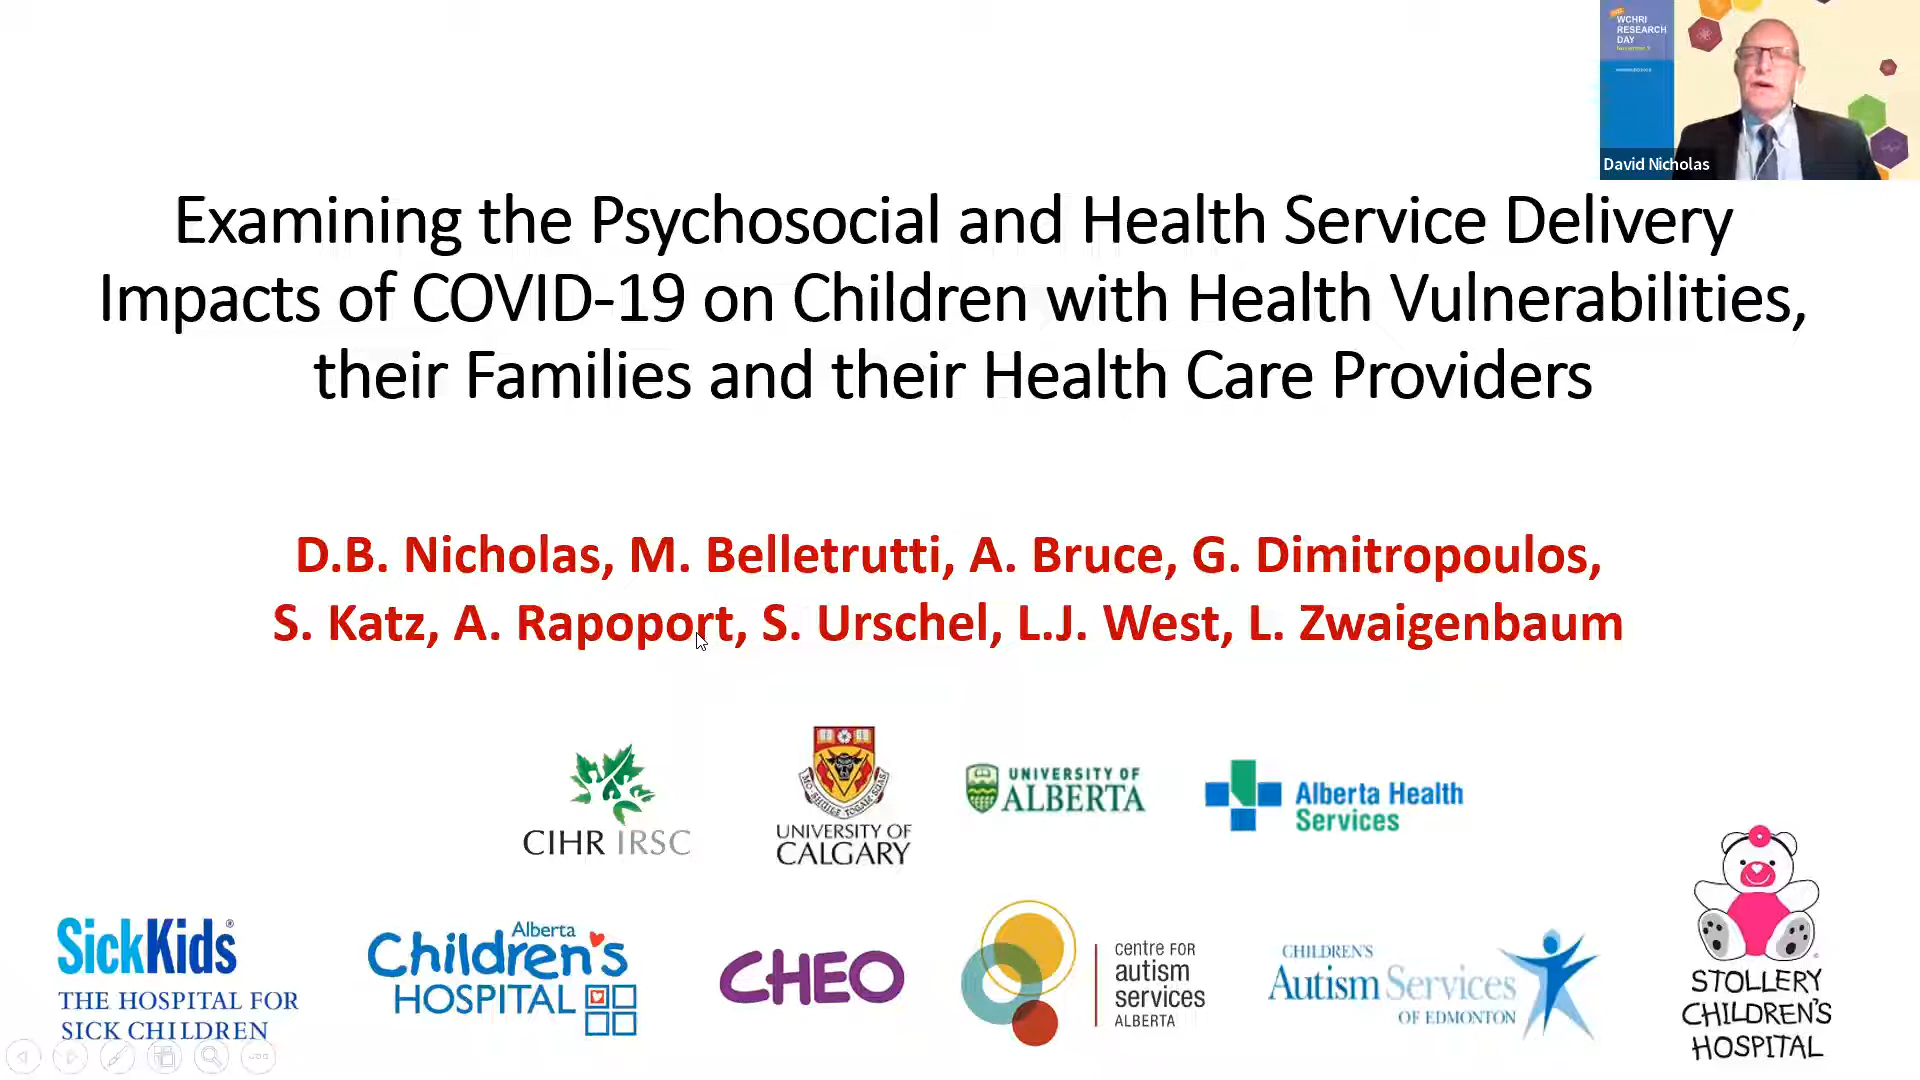 WCHRI
RESEARCH
DAY
David Nicholas
Examining the Psychosocial and Health Service Delivery
Impacts of COVID-19 on Children with Health Vulnerabilities,
their Families and their Health Care Providers
D.B. Nicholas, M. Belletrutti, A. Bruce, G. Dimitropoulos,
S. Katz, A. Rapoport, S. Urschel, L.J. West, L. Zwaigenbaum
CIHR IRSC
UNIVERSITY OF
CALGARY
UNIVERSITY OF
ALBERTA
Alberta Health
Services
SickKids®
THE HOSPITAL FOR
SICK CHILDREN
Alberta
Children's
HOSPITAL
CHEO
centre FOR
autism
services
ALBERTA
CHILDREN'S
Autism Services
OF EDMONTON
STOLLERY
CHILDREN'S
HOSPITAL